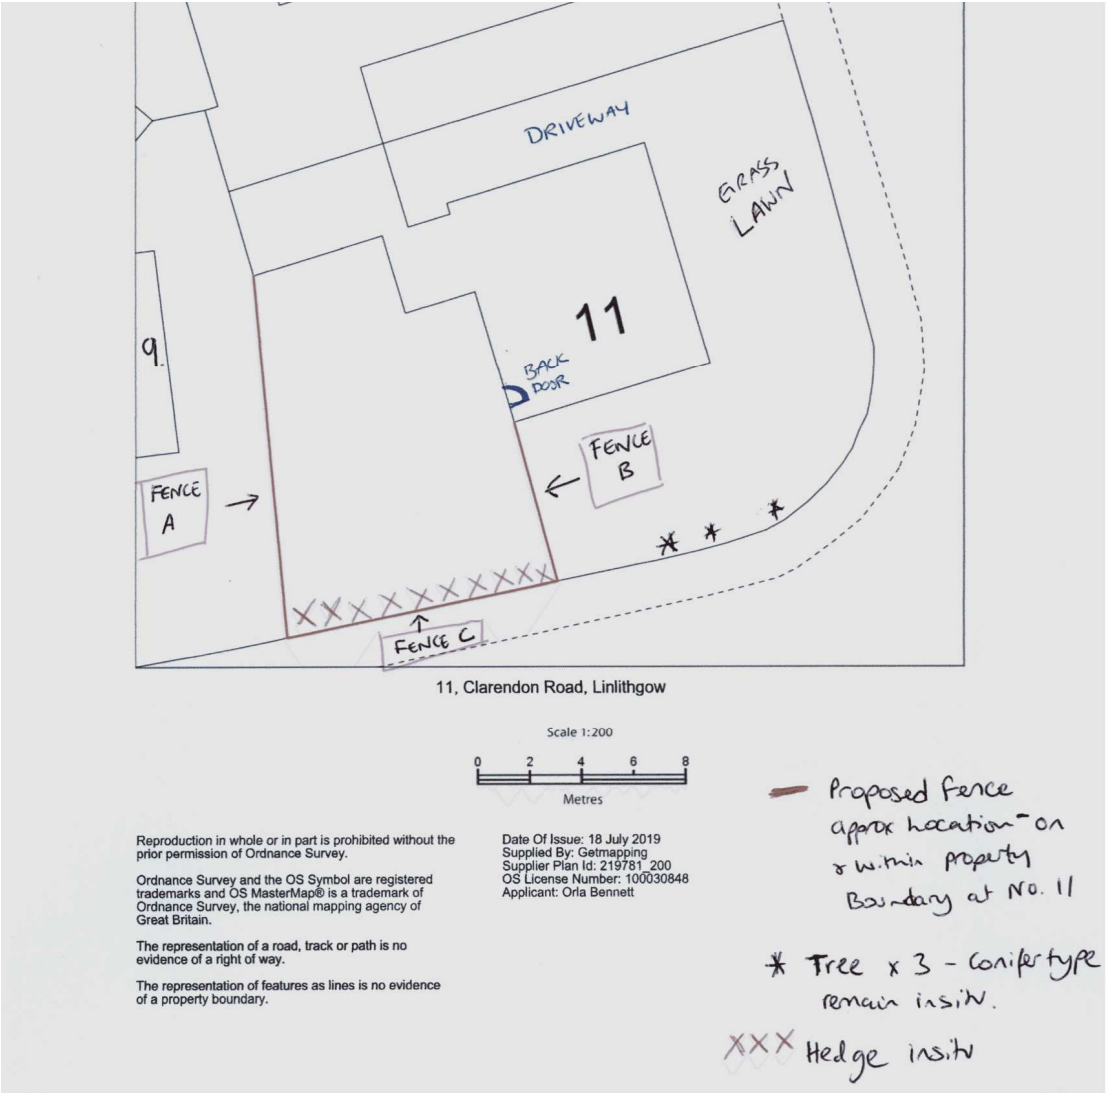 DRIVEWAY
GRASS
LAWN
11
9.
BACK
DOOR
FENCE
B
FENCE
A
FENCE C
11, Clarendon Road, Linlithgow
Scale 1:200
0 2 4 6 8
Metres
Proposed Fence
approx Location - on
& within property
Boundary at No. 11
Reproduction in whole or in part is prohibited without the
prior permission of Ordnance Survey.
Ordnance Survey and the OS Symbol are registered
trademarks and OS MasterMap® is a trademark of
Ordnance Survey, the national mapping agency of
Great Britain.
The representation of a road, track or path is no
evidence of a right of way.
The representation of features as lines is no evidence
of a property boundary.
Date Of Issue: 18 July 2019
Supplied By: Getmapping
Supplier Plan Id: 219781_200
OS License Number: 100030848
Applicant: Orla Bennett
* Tree x 3 - Conifer type
remain insitu.
XXX Hedge insitu